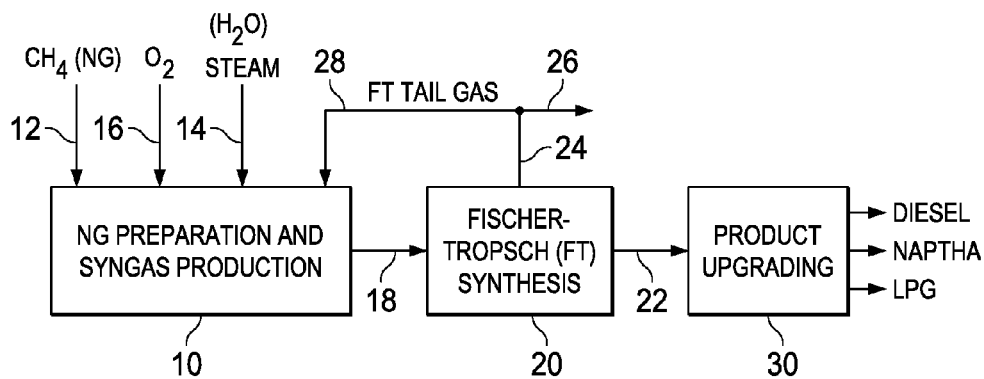 CH4 (NG)
O2
(H2O)
STEAM
12
16
14
28
FT TAIL GAS
26
24
NG PREPARATION AND
SYNGAS PRODUCTION
18
FISCHER-
TROPSCH (FT)
SYNTHESIS
22
PRODUCT
UPGRADING
DIESEL
NAPTHA
LPG
10
20
30